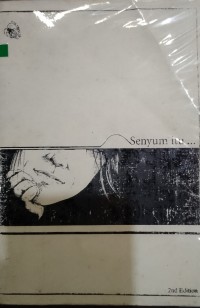 Senyum itu ...
2nd Edition